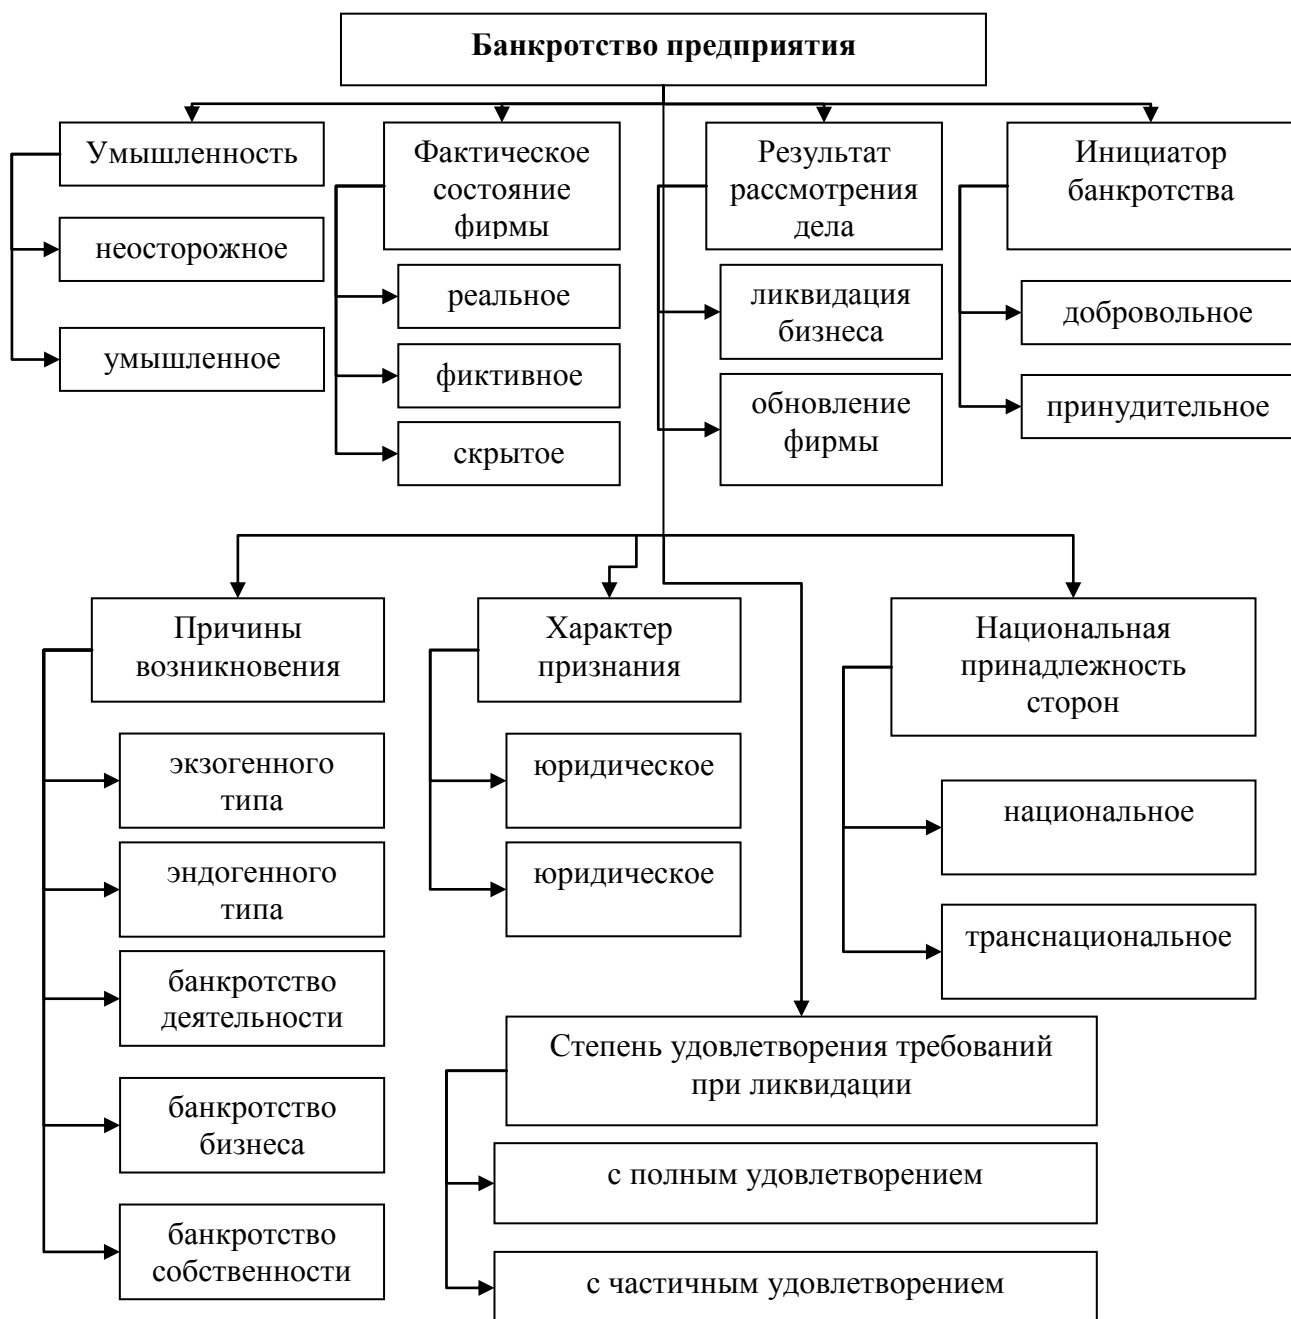 Банкротство предприятия
Умышленность
неосторожное
умышленное
Фактическое
состояние
фирмы
реальное
фиктивное
скрытое
Результат
рассмотрения
дела
ликвидация
бизнеса
обновление
фирмы
Инициатор
банкротства
добровольное
принудительное
Причины
возникновения
экзогенного
типа
эндогенного
типа
банкротство
деятельности
банкротство
бизнеса
банкротство
собственности
Характер
признания
юридическое
юридическое
Национальная
принадлежность
сторон
национальное
транснациональное
Степень удовлетворения требований
при ликвидации
с полным удовлетворением
с частичным удовлетворением